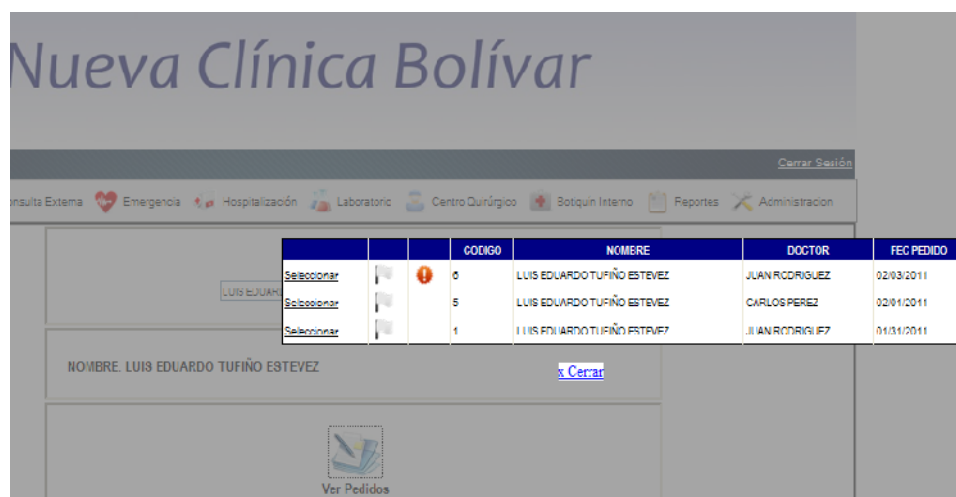 Nueva Clínica Bolívar
Cerrar Sesión
onsulta Externa Emergencia Hospitalización Laboratorio Centro Quirúrgico Botiquín Interno Reportes Administracion
CODIGO NOMBRE DOCTOR FEC PEDIDO
Seleccionar 6 LUIS EDUARDO TUFIÑO ESTEVEZ JUAN RODRIGUEZ 02/03/2011
LUIS EDUAR
Seleccionar 5 LUIS EDUARDO TUFIÑO ESTEVEZ CARLOS PEREZ 02/01/2011
Seleccionar 1 LUIS EDUARDO TUFIÑO ESTEVEZ JUAN RODRIGUEZ 01/31/2011
NOMBRE. LUIS EDUARDO TUFIÑO ESTEVEZ
x Cerrar
Ver Pedidos